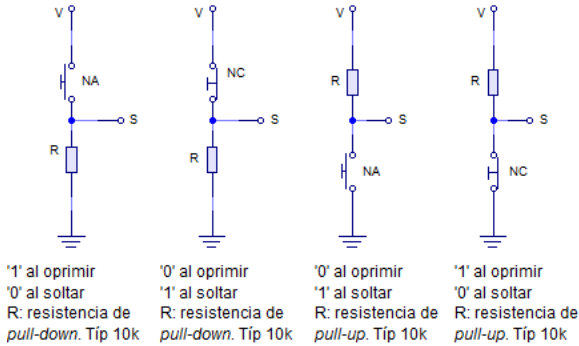 V
NA
S
R
'1' al oprimir
'0' al soltar
R: resistencia de
pull-down. Típ 10k
V
NC
S
R
'0' al oprimir
'1' al soltar
R: resistencia de
pull-down. Típ 10k
V
R
S
NA
'0' al oprimir
'1' al soltar
R: resistencia de
pull-up. Típ 10k
V
R
S
NC
'1' al oprimir
'0' al soltar
R: resistencia de
pull-up. Típ 10k